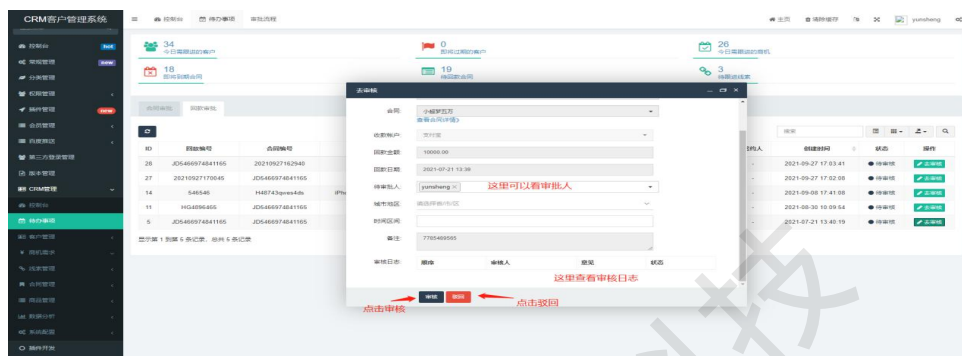 CRM客户管理系统
控制台 待办事项 审批流程
主页 清除缓存 yunsheng
控制台 hot
常规管理 new
分类管理
权限管理
插件管理 new
会员管理
百度推送
第三方登录管理
版本管理
CRM管理
控制台
待办事项
客户管理
商机需求
线索管理
合同管理
商品管理
数据分析
系统配置
插件开发
34
今日需跟进的客户
0
即将过期的客户
26
今日需跟进的商机
18
即将到期合同
19
待回款合同
3
待跟进线索
合同审批 回款审批
搜索
ID 回款编号 合同编号 创建时间 状态 操作
28 JD5466974841165 20210927162940 - 2021-09-27 17:03:41 待审核 去审核
27 20210927170045 JD5466974841165 - 2021-09-27 17:02:08 待审核 去审核
14 546546 H48743qwes4ds - 2021-09-08 17:41:08 待审核 去审核
11 HG4896465 JD5466974841165 - 2021-08-30 10:09:54 待审核 去审核
5 JD5466974841165 JD5466974841165 - 2021-07-21 13:40:19 待审核 去审核
显示第 1 到第 5 条记录，总共 5 条记录
去审核
合同:
查看合同详情
收款帐户: 支付宝
回款金额: 10000.00
回款日期: 2021-07-21 13:38
待审批人: yunsheng × 这里可以看审批人
城市地区: 请选择省/市/区
时间区间:
备注: 7785469565
审核日志: 顺序 审核人 意见 状态
这里查看审核日志
审核 驳回
点击审核 点击驳回
科技